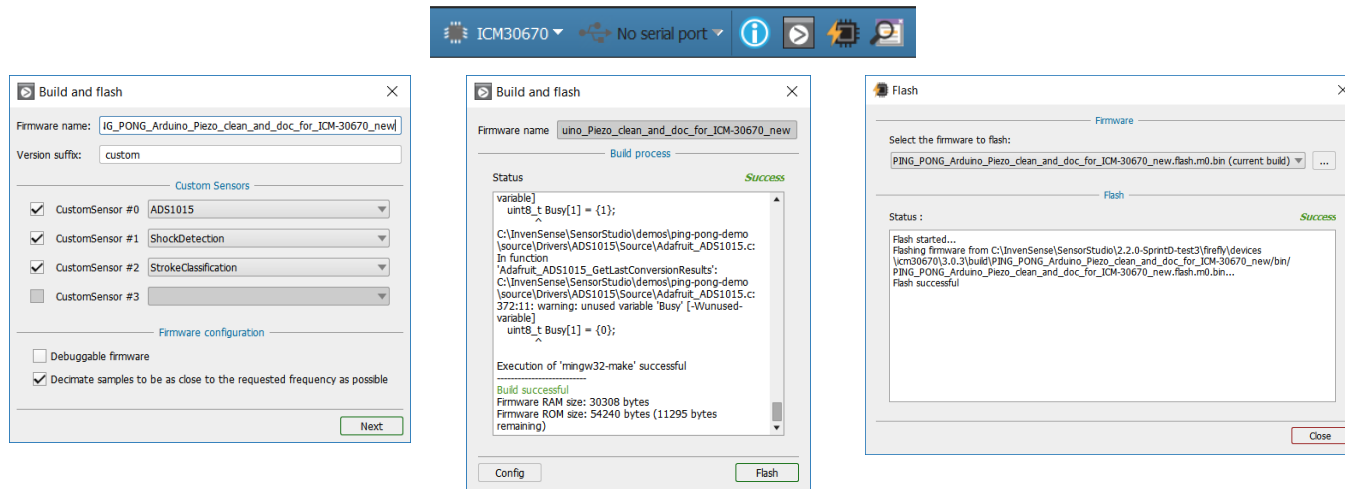 ICM30670 No serial port
Build and flash
Firmware name: IG_PONG_Arduino_Piezo_clean_and_doc_for_ICM-30670_new
Version suffix: custom
Custom Sensors
CustomSensor #0 ADS1015
CustomSensor #1 ShockDetection
CustomSensor #2 StrokeClassification
CustomSensor #3
Firmware configuration
Debuggable firmware
Decimate samples to be as close to the requested frequency as possible
Next
Build and flash
Firmware name uino_Piezo_clean_and_doc_for_ICM-30670_new
Build process
Status Success
variable]
uint8_t Busy[1] = {1};
^
C:\InvenSense\SensorStudio\demos\ping-pong-demo
\source\Drivers\ADS1015\Source\Adafruit_ADS1015.c:
In function
'Adafruit_ADS1015_GetLastConversionResults':
C:\InvenSense\SensorStudio\demos\ping-pong-demo
\source\Drivers\ADS1015\Source\Adafruit_ADS1015.c:
372:11: warning: unused variable 'Busy' [-Wunused-
variable]
uint8_t Busy[1] = {0};
^
Execution of 'mingw32-make' successful
--------------------------
Build successful
Firmware RAM size: 30308 bytes
Firmware ROM size: 54240 bytes (11295 bytes
remaining)
Config Flash
Flash
Firmware
Select the firmware to flash:
PING_PONG_Arduino_Piezo_clean_and_doc_for_ICM-30670_new.flash.m0.bin (current build) ...
Flash
Status : Success
Flash started...
Flashing firmware from C:\InvenSense\SensorStudio\2.2.0-SprintD-test3\firefly\devices
\icm30670\3.0.3\build\PING_PONG_Arduino_Piezo_clean_and_doc_for_ICM-30670_new/bin/
PING_PONG_Arduino_Piezo_clean_and_doc_for_ICM-30670_new.flash.m0.bin...
Flash successful
Close